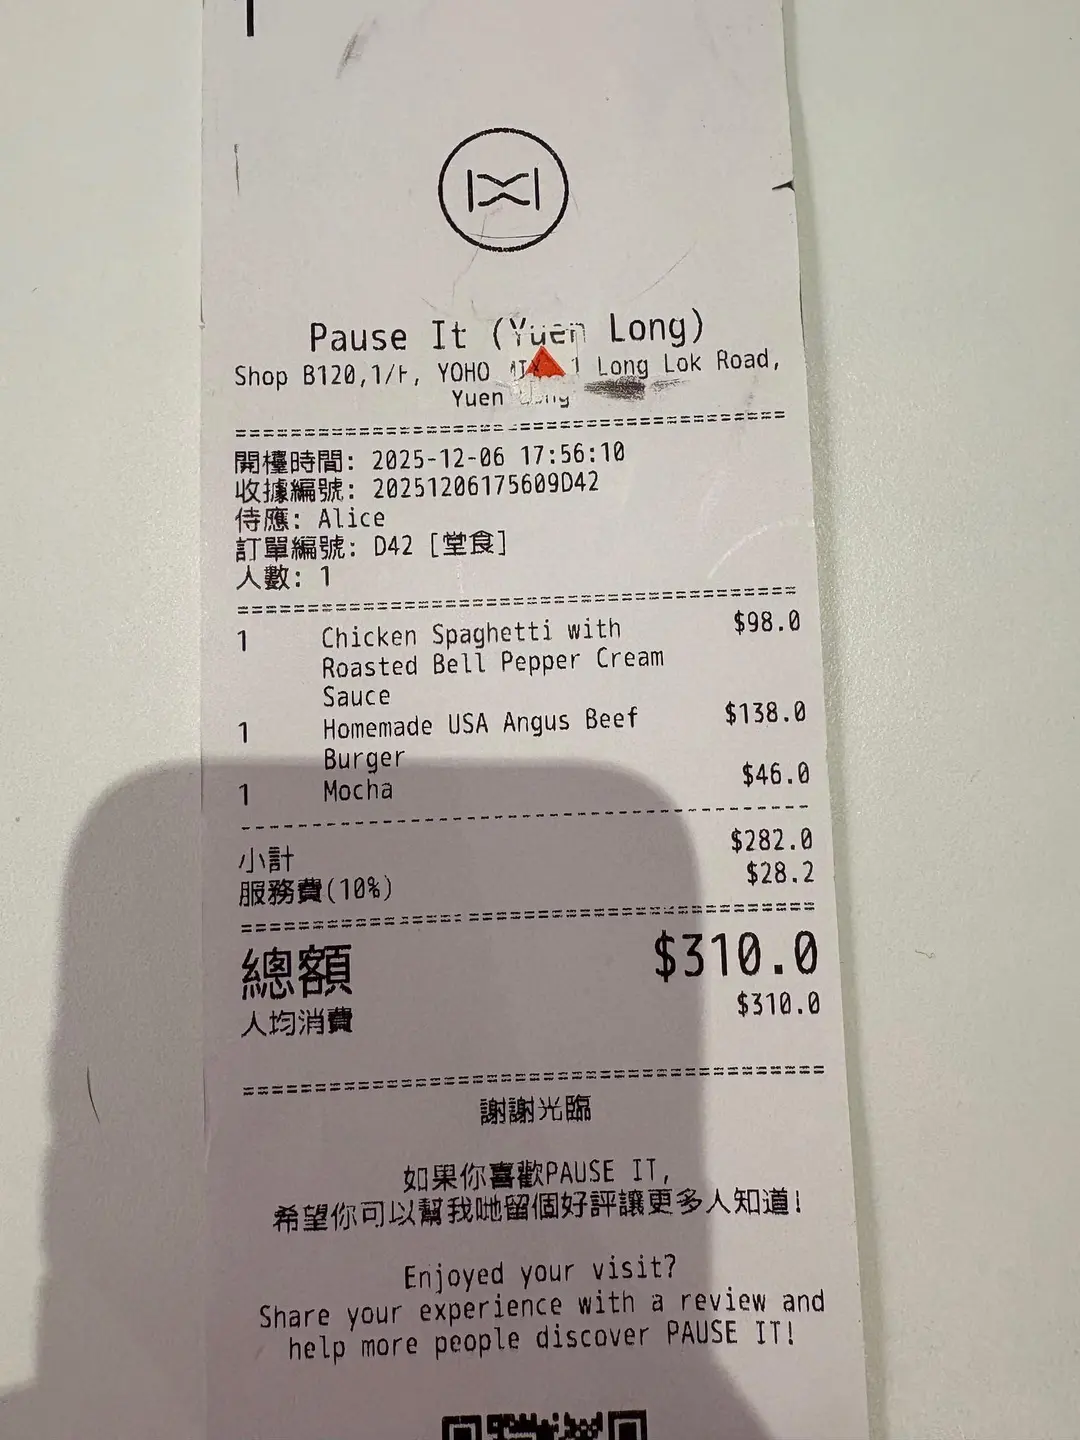 Pause It (Yuen Long)
Shop B120,1/F, YOHO MIX, 1 Long Lok Road,
Yuen Long
開檯時間: 2025-12-06 17:56:10
收據編號: 20251206175609D42
侍應: Alice
訂單編號: D42 [堂食]
人數: 1
1 Chicken Spaghetti with $98.0
Roasted Bell Pepper Cream
Sauce
1 Homemade USA Angus Beef $138.0
Burger
1 Mocha $46.0
小計 $282.0
服務費(10%) $28.2
總額 $310.0
人均消費 $310.0
謝謝光臨
如果你喜歡PAUSE IT,
希望你可以幫我哋留個好評讓更多人知道!
Enjoyed your visit?
Share your experience with a review and
help more people discover PAUSE IT!